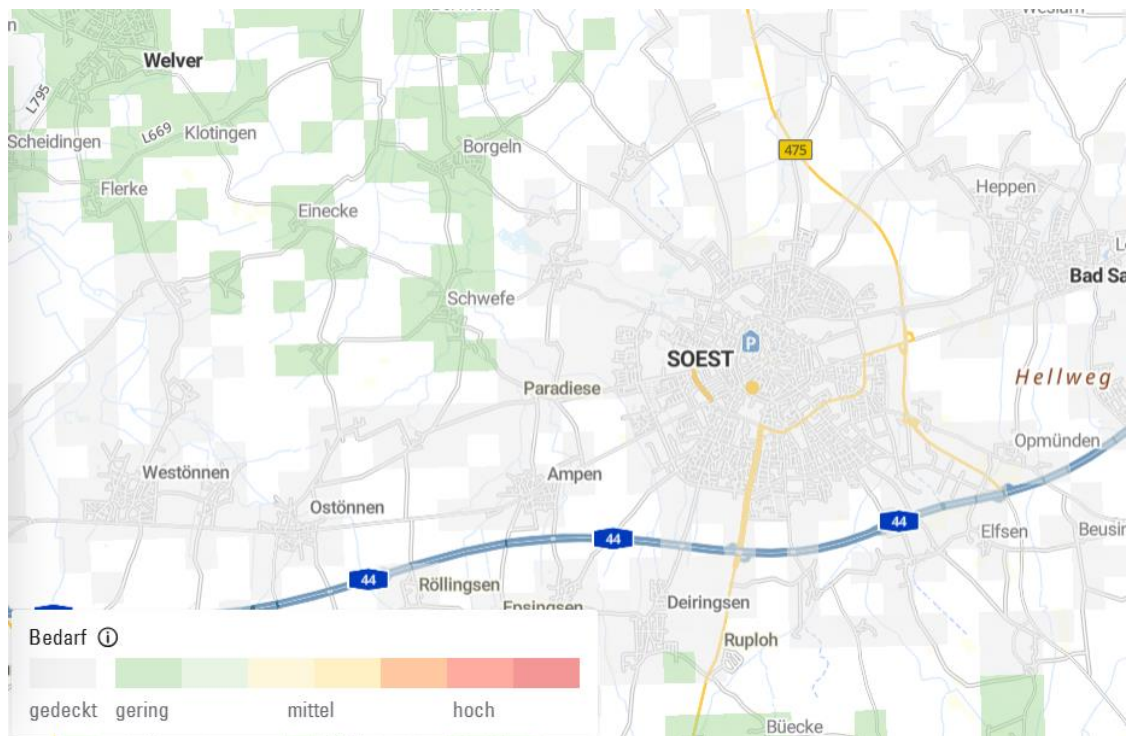 Welver
L795
L669
Scheidingen
Klotingen
Borgeln
475
Flerke
Heppen
Einecke
Bad Sa
Schwefe
P
SOEST
Hellweg
Paradiese
Opmünden
Westönnen
Ampen
Ostönnen
44
Elfsen
Beusin
44
44
Röllingsen
Deiringsen
Ruploh
Büecke
Bedarf
gedeckt gering mittel hoch